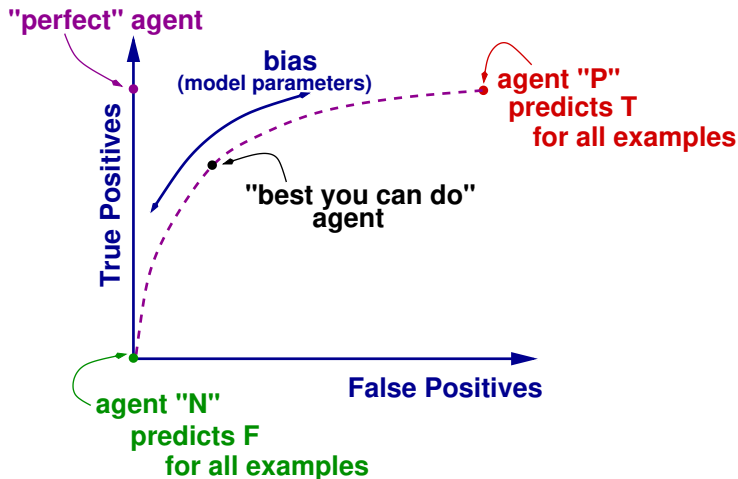 "perfect" agent
bias
(model parameters)
agent "P"
predicts T
for all examples
True Positives
"best you can do"
agent
False Positives
agent "N"
predicts F
for all examples